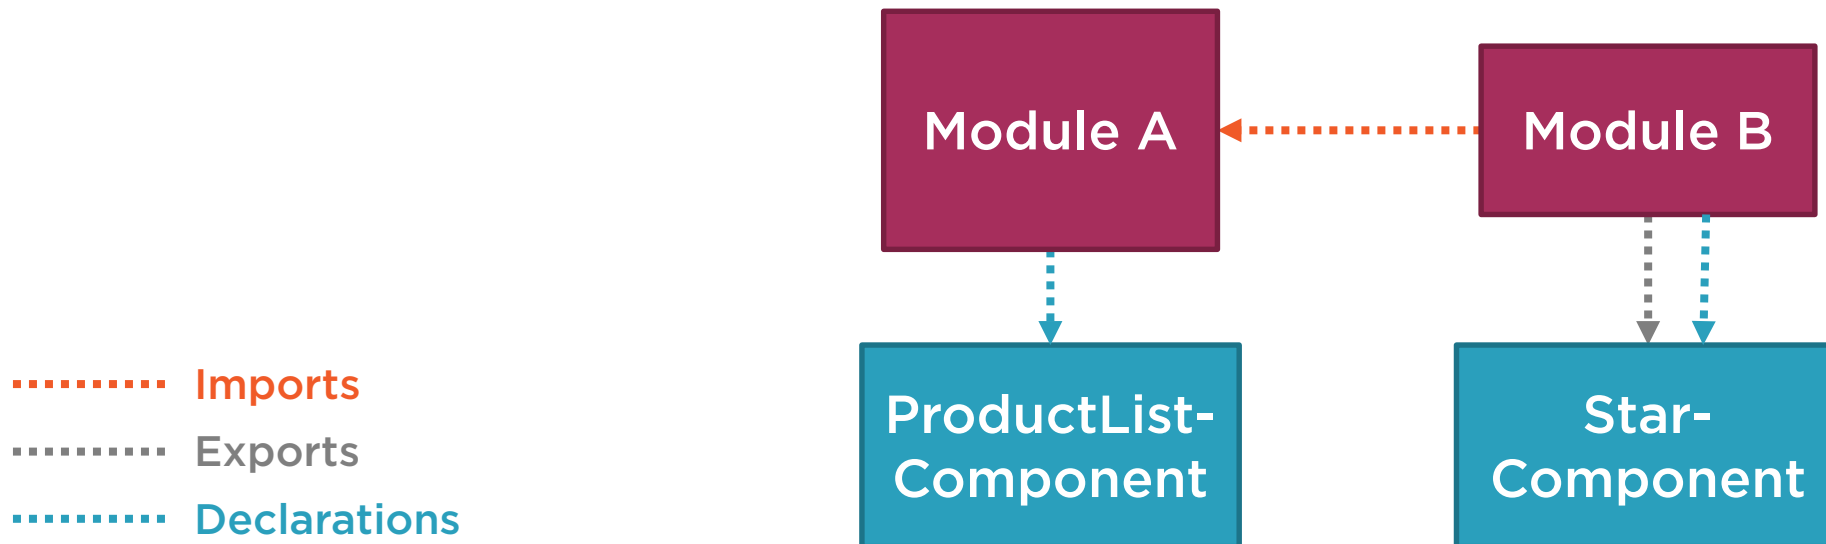 Module A
Module B
ProductList-
Component
Star-
Component
Imports
Exports
Declarations